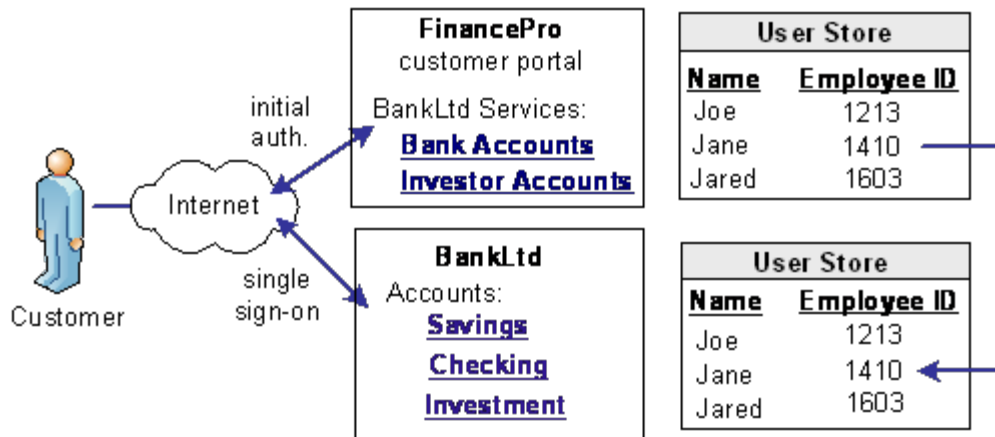 Customer
Internet
initial
auth.
single
sign-on
FinancePro
customer portal
BankLtd Services:
Bank Accounts
Investor Accounts
User Store
Name Employee ID
Joe 1213
Jane 1410
Jared 1603
BankLtd
Accounts:
Savings
Checking
Investment
User Store
Name Employee ID
Joe 1213
Jane 1410
Jared 1603